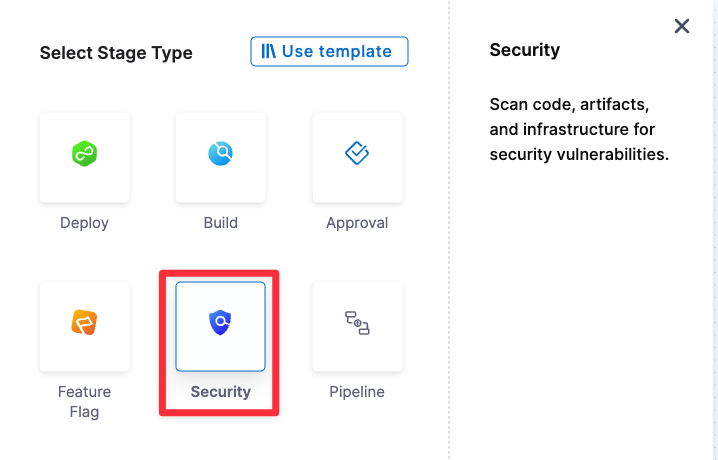 Select Stage Type
Use template
Deploy
Build
Approval
Feature
Flag
Security
Pipeline
Security
Scan code, artifacts,
and infrastructure for
security vulnerabilities.